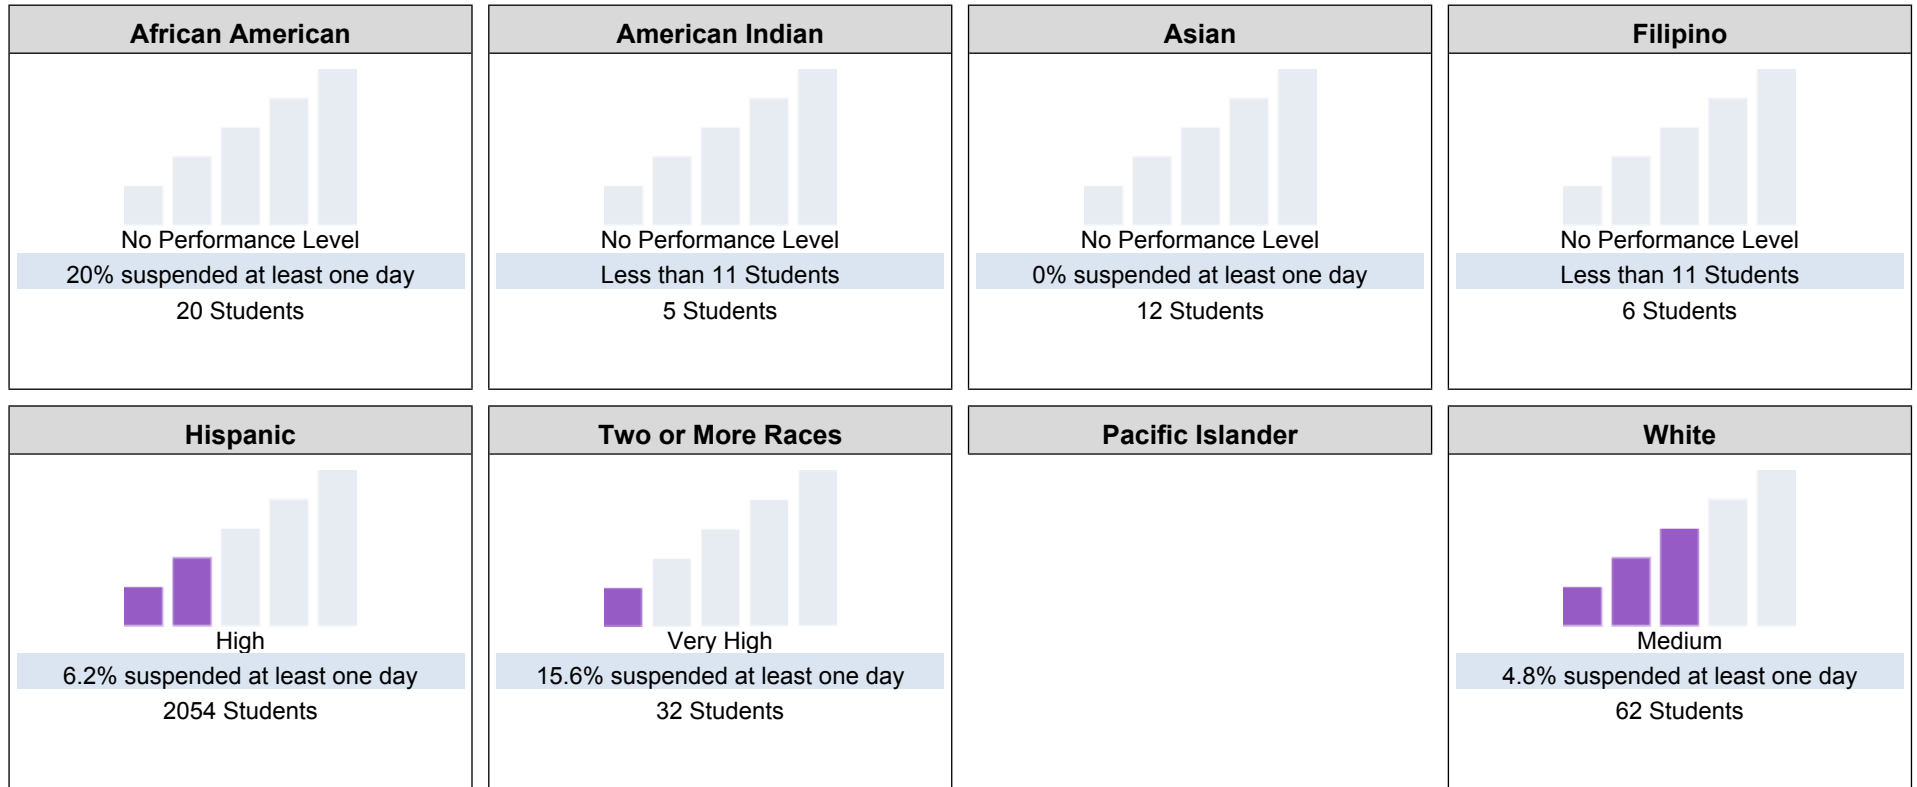 African American
No Performance Level
20% suspended at least one day
20 Students
American Indian
No Performance Level
Less than 11 Students
5 Students
Asian
No Performance Level
0% suspended at least one day
12 Students
Filipino
No Performance Level
Less than 11 Students
6 Students
Hispanic
High
6.2% suspended at least one day
2054 Students
Two or More Races
Very High
15.6% suspended at least one day
32 Students
Pacific Islander
White
Medium
4.8% suspended at least one day
62 Students